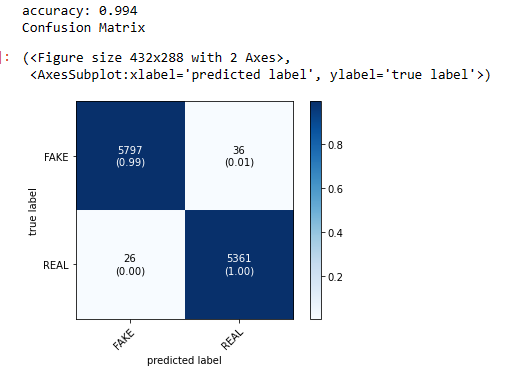 accuracy: 0.994
Confusion Matrix
: (<Figure size 432x288 with 2 Axes>,
<AxesSubplot:xlabel='predicted label', ylabel='true label'>)
FAKE
5797
(0.99)
36
(0.01)
REAL
26
(0.00)
5361
(1.00)
true label
FAKE
REAL
predicted label
0.8
0.6
0.4
0.2